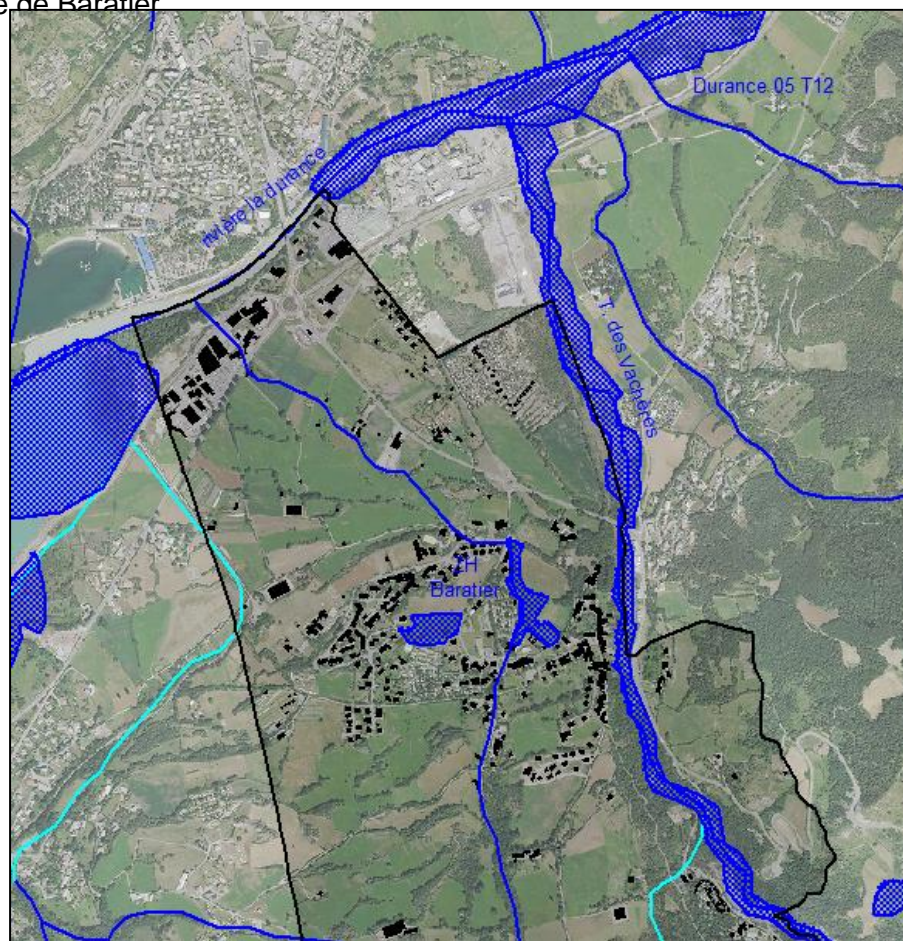 de Baratier
Durance 05 T12
rivière la durance
T. des Vachères
ZH
Baratier